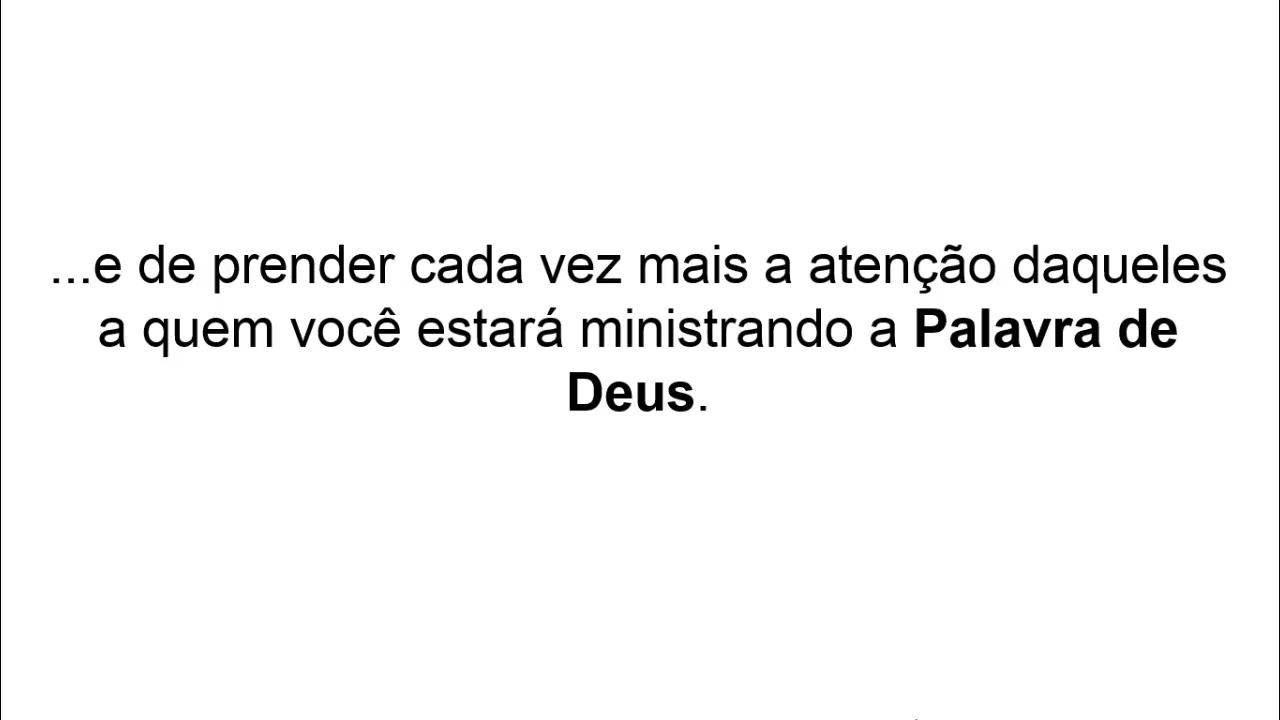 ...e de prender cada vez mais a atenção daqueles
a quem você estará ministrando a Palavra de
Deus.